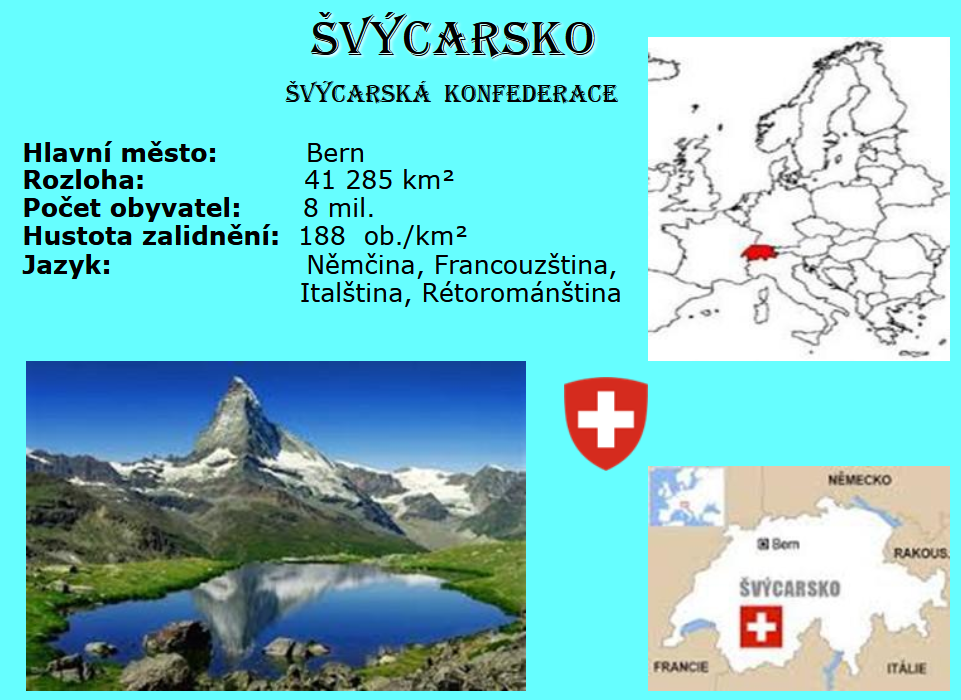 ŠVÝCARSKO
ŠVÝCARSKÁ KONFEDERACE
Hlavní město: Bern
Rozloha: 41 285 km²
Počet obyvatel: 8 mil.
Hustota zalidnění: 188 ob./km²
Jazyk: Němčina, Francouzština,
Italština, Rétorománština
NĚMECKO
Bern
RAKOUS.
ŠVÝCARSKO
FRANCIE
ITÁLIE